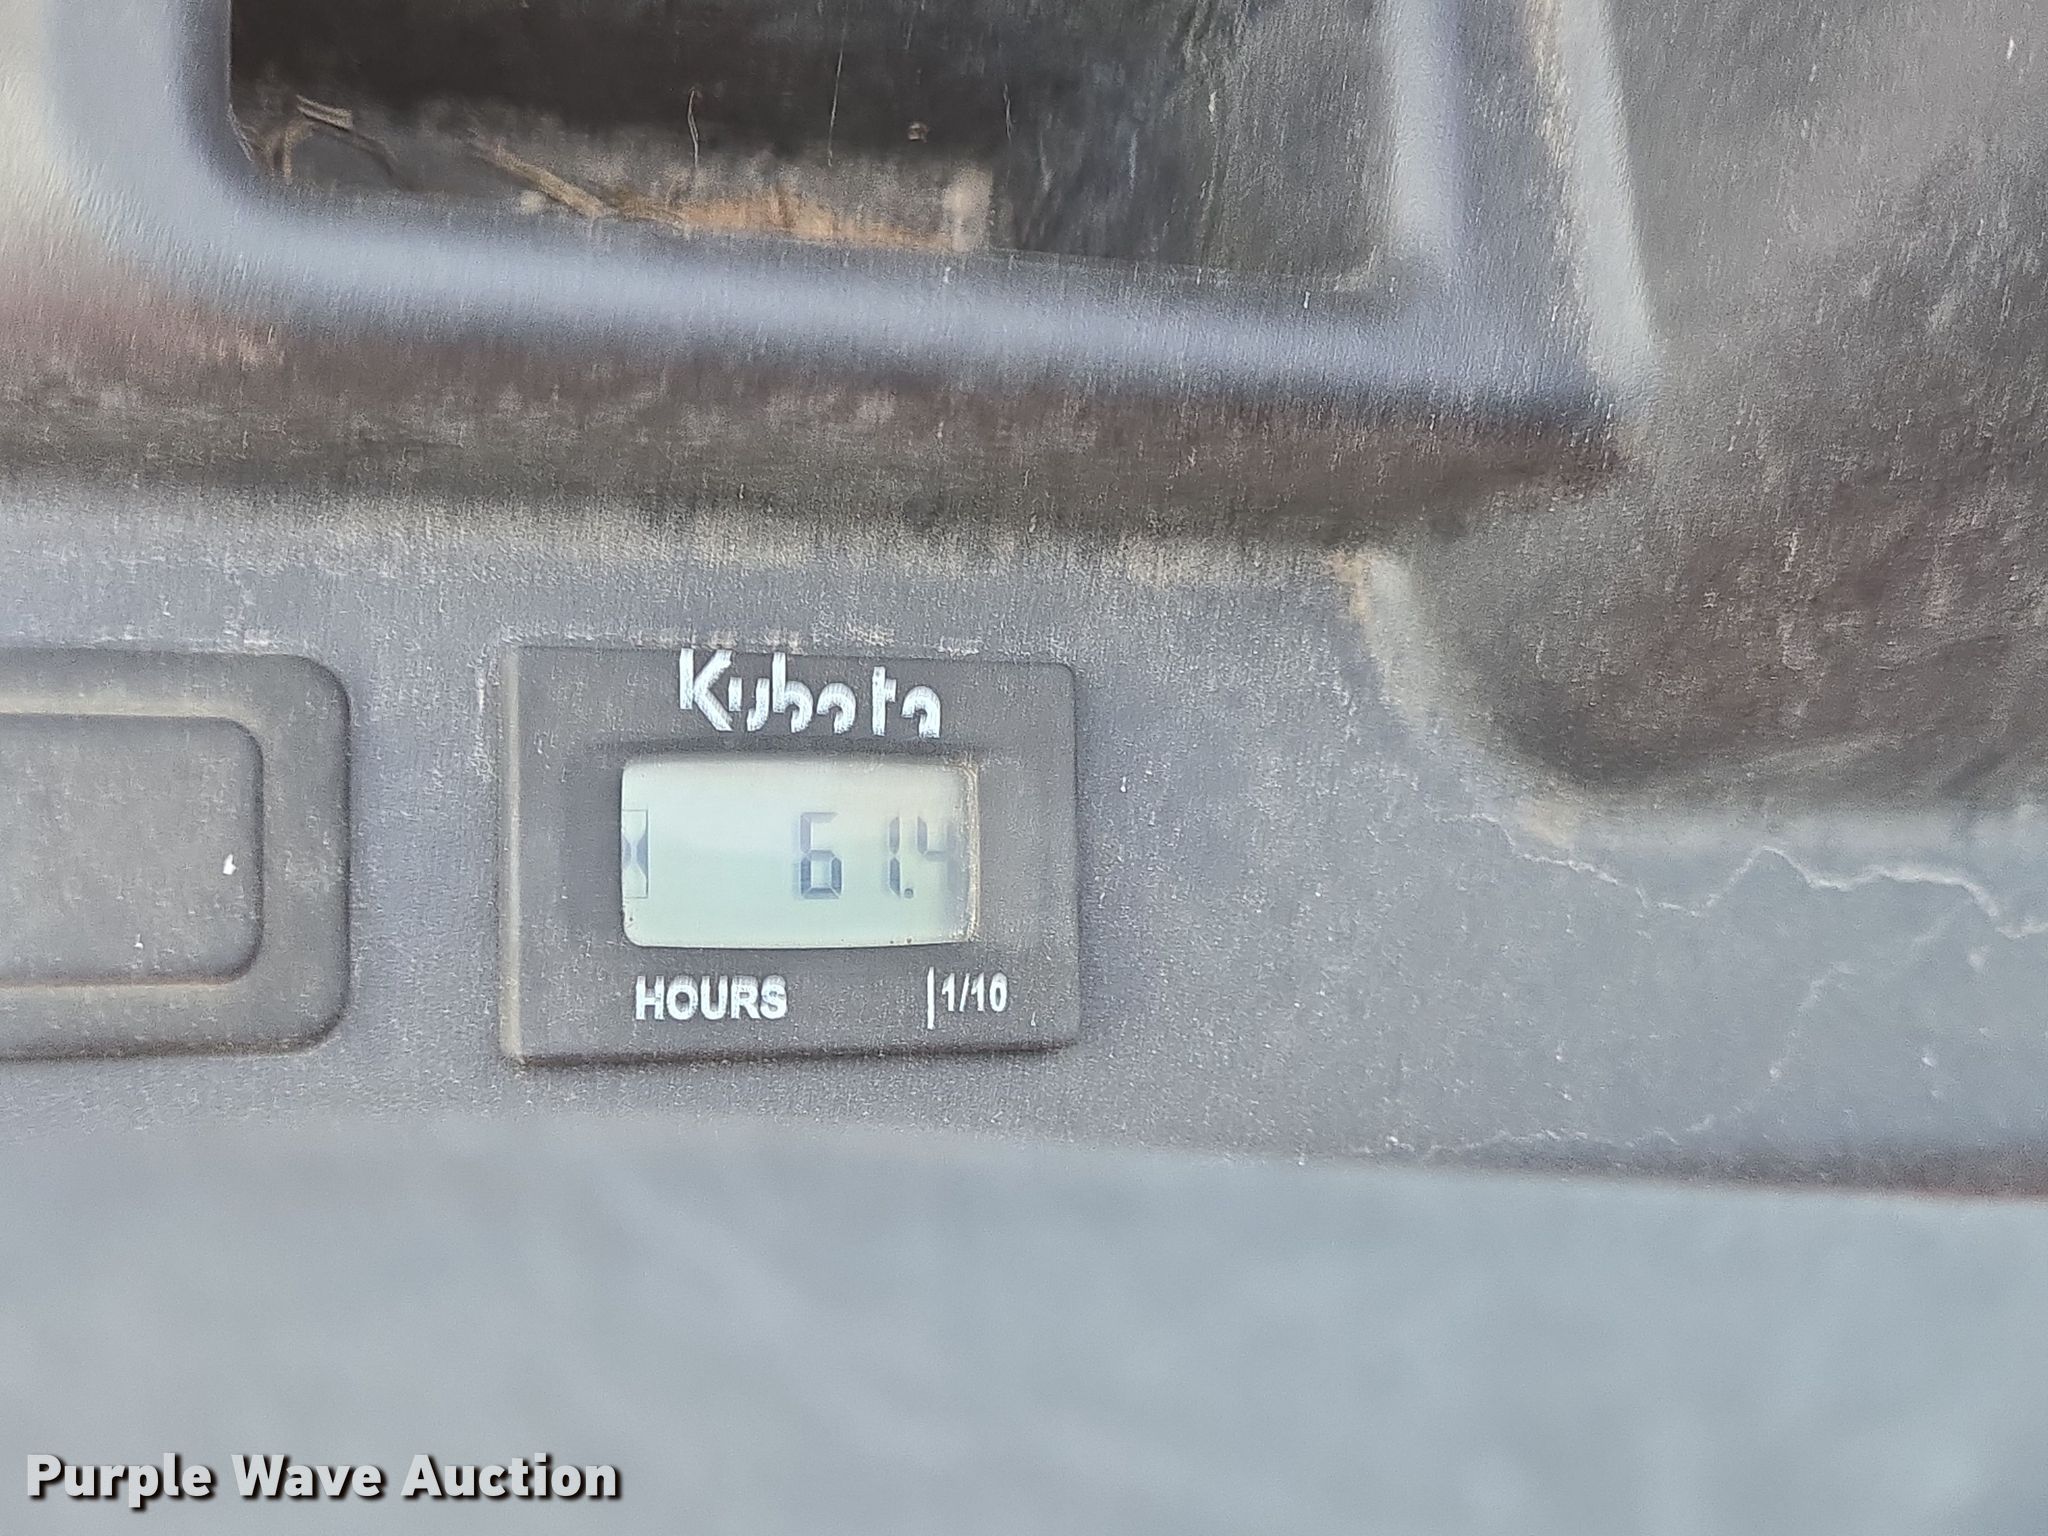 Kubota
61.4
HOURS |1/10
Purple Wave Auction